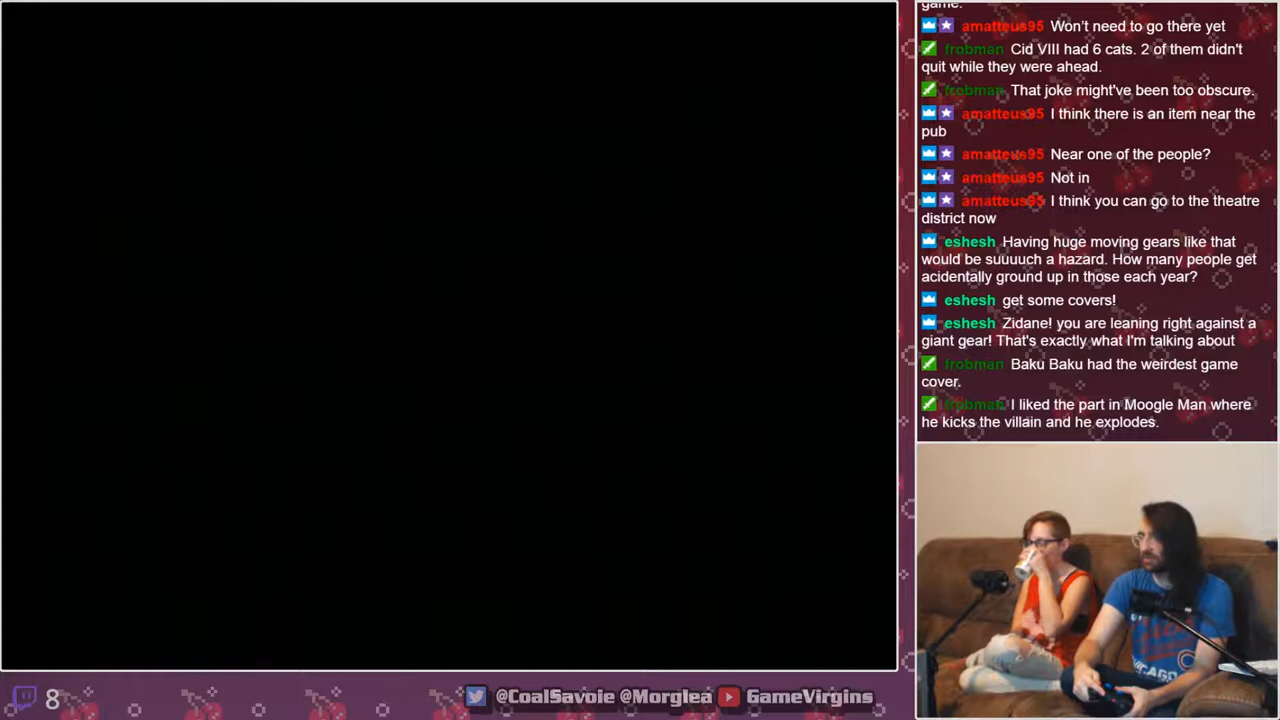 game.
amatteus95 Won't need to go there yet
frobman Cid VIII had 6 cats. 2 of them didn't
quit while they were ahead.
frobman That joke might've been too obscure.
amatteus95 I think there is an item near the
pub
amatteus95 Near one of the people?
amatteus95 Not in
amatteus95 I think you can go to the theatre
district now
eshesh Having huge moving gears like that
would be suuuuch a hazard. How many people get
acidentally ground up in those each year?
eshesh get some covers!
eshesh Zidane! you are leaning right against a
giant gear! That's exactly what I'm talking about
frobman Baku Baku had the weirdest game
cover.
frobman I liked the part in Moogle Man where
he kicks the villain and he explodes.
CHICAGO
8 @CoalSavoie @Morglea GameVirgins